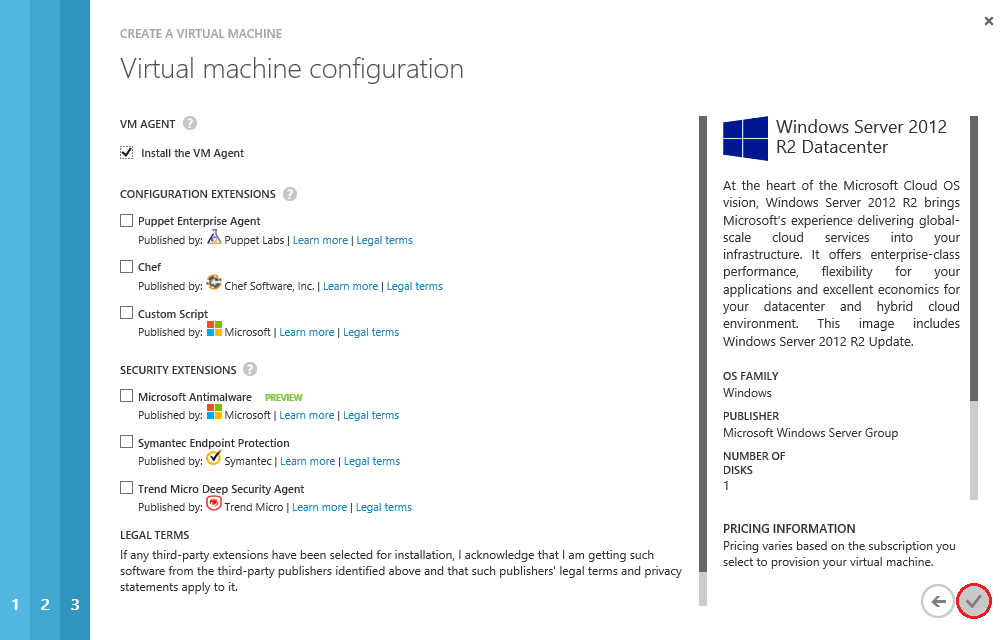 CREATE A VIRTUAL MACHINE
Virtual machine configuration
VM AGENT ?
Install the VM Agent
CONFIGURATION EXTENSIONS ?
Puppet Enterprise Agent
Published by: Puppet Labs | Learn more | Legal terms
Chef
Published by: Chef Software, Inc. | Learn more | Legal terms
Custom Script
Published by: Microsoft | Learn more | Legal terms
SECURITY EXTENSIONS ?
Microsoft Antimalware PREVIEW
Published by: Microsoft | Learn more | Legal terms
Symantec Endpoint Protection
Published by: Symantec | Learn more | Legal terms
Trend Micro Deep Security Agent
Published by: Trend Micro | Learn more | Legal terms
LEGAL TERMS
If any third-party extensions have been selected for installation, I acknowledge that I am getting such
software from the third-party publishers identified above and that such publishers' legal terms and privacy
statements apply to it.
Windows Server 2012
R2 Datacenter
At the heart of the Microsoft Cloud OS
vision, Windows Server 2012 R2 brings
Microsoft's experience delivering global-
scale cloud services into your
infrastructure. It offers enterprise-class
performance, flexibility for your
applications and excellent economics for
your datacenter and hybrid cloud
environment. This image includes
Windows Server 2012 R2 Update.
OS FAMILY
Windows
PUBLISHER
Microsoft Windows Server Group
NUMBER OF
DISKS
1
PRICING INFORMATION
Pricing varies based on the subscription you
select to provision your virtual machine.
1 2 3